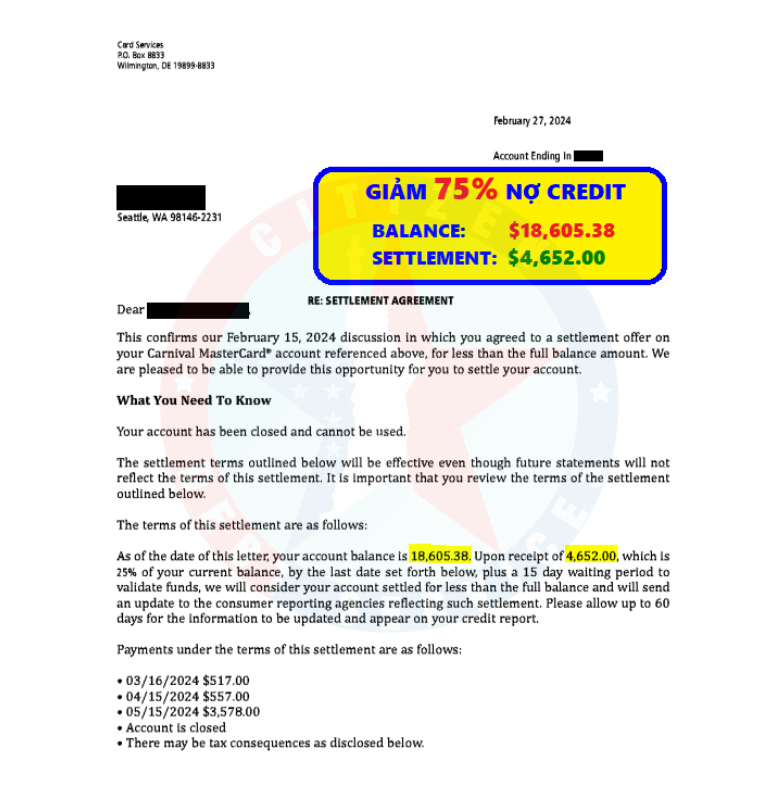 Card Services
P.O. Box 8833
Wilmington, DE 19899-8833
February 27, 2024
Account Ending In
Seattle, WA 98146-2231
GIẢM 75% NỢ CREDIT
BALANCE: $18,605.38
SETTLEMENT: $4,652.00
RE: SETTLEMENT AGREEMENT
Dear
This confirms our February 15, 2024 discussion in which you agreed to a settlement offer on
your Carnival MasterCard® account referenced above, for less than the full balance amount. We
are pleased to be able to provide this opportunity for you to settle your account.
What You Need To Know
Your account has been closed and cannot be used.
The settlement terms outlined below will be effective even though future statements will not
reflect the terms of this settlement. It is important that you review the terms of the settlement
outlined below.
The terms of this settlement are as follows:
As of the date of this letter, your account balance is 18,605.38. Upon receipt of 4,652.00, which is
25% of your current balance, by the last date set forth below, plus a 15 day waiting period to
validate funds, we will consider your account settled for less than the full balance and will send
an update to the consumer reporting agencies reflecting such settlement. Please allow up to 60
days for the information to be updated and appear on your credit report.
Payments under the terms of this settlement are as follows:
• 03/16/2024 $517.00
• 04/15/2024 $557.00
• 05/15/2024 $3,578.00
• Account is closed
• There may be tax consequences as disclosed below.